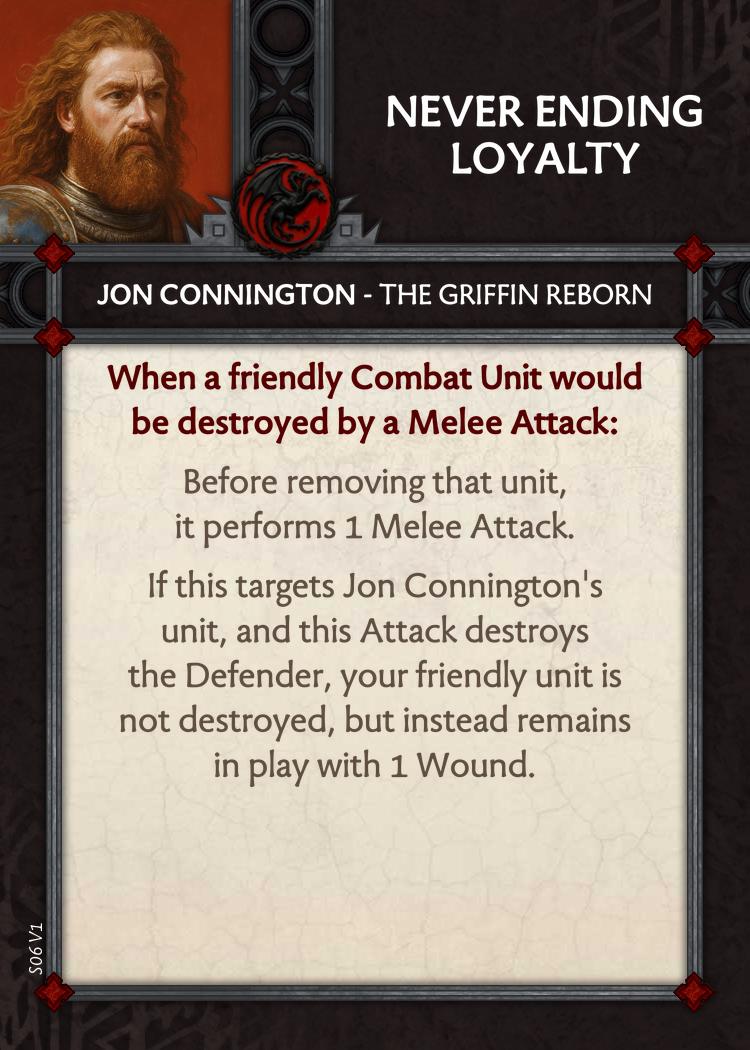 NEVER ENDING
LOYALTY
JON CONNINGTON - THE GRIFFIN REBORN
When a friendly Combat Unit would
be destroyed by a Melee Attack:
Before removing that unit,
it performs 1 Melee Attack.
If this targets Jon Connington's
unit, and this Attack destroys
the Defender, your friendly unit is
not destroyed, but instead remains
in play with 1 Wound.
S06 V1